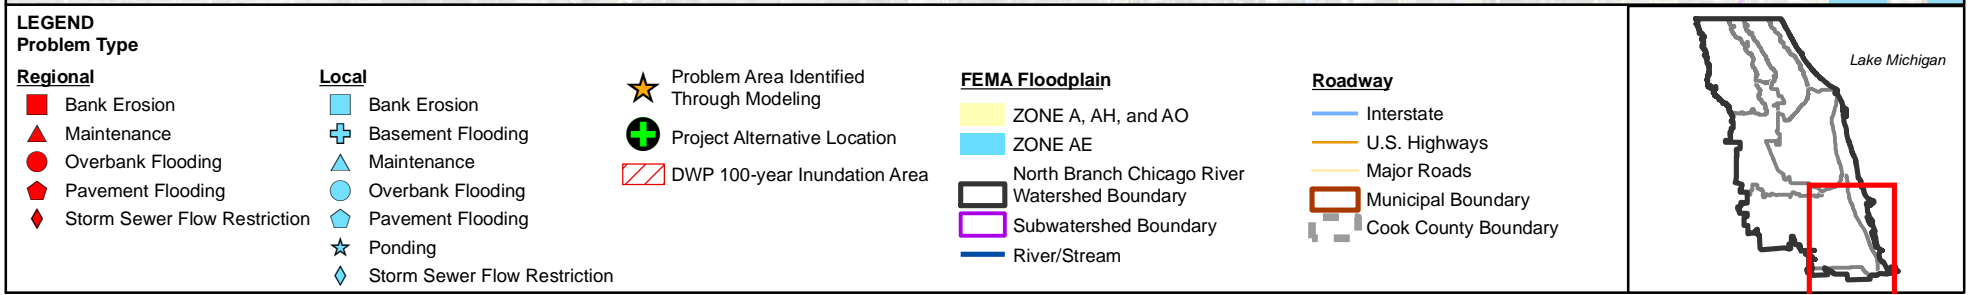 LEGEND
Problem Type
Regional
Bank Erosion
Maintenance
Overbank Flooding
Pavement Flooding
Storm Sewer Flow Restriction
Local
Bank Erosion
Basement Flooding
Maintenance
Overbank Flooding
Pavement Flooding
Ponding
Storm Sewer Flow Restriction
Problem Area Identified
Through Modeling
Project Alternative Location
DWP 100-year Inundation Area
FEMA Floodplain
ZONE A, AH, and AO
ZONE AE
North Branch Chicago River
Watershed Boundary
Subwatershed Boundary
River/Stream
Roadway
Interstate
U.S. Highways
Major Roads
Municipal Boundary
Cook County Boundary
Lake Michigan